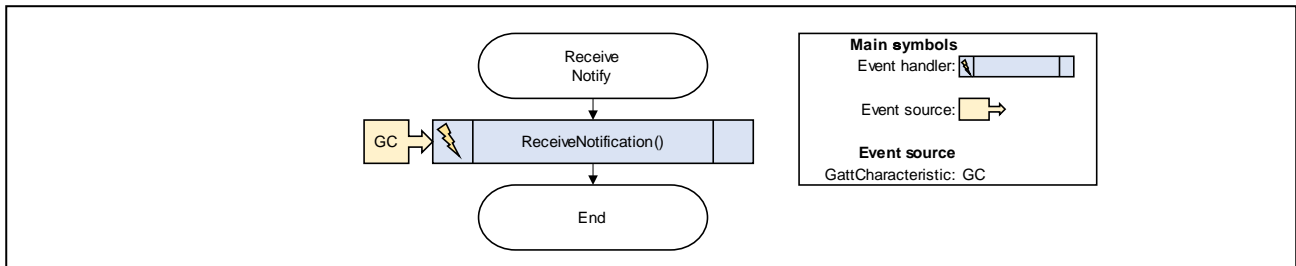 Receive
Notify
GC
ReceiveNotification()
End
Main symbols
Event handler:
Event source:
Event source
GattCharacteristic: GC